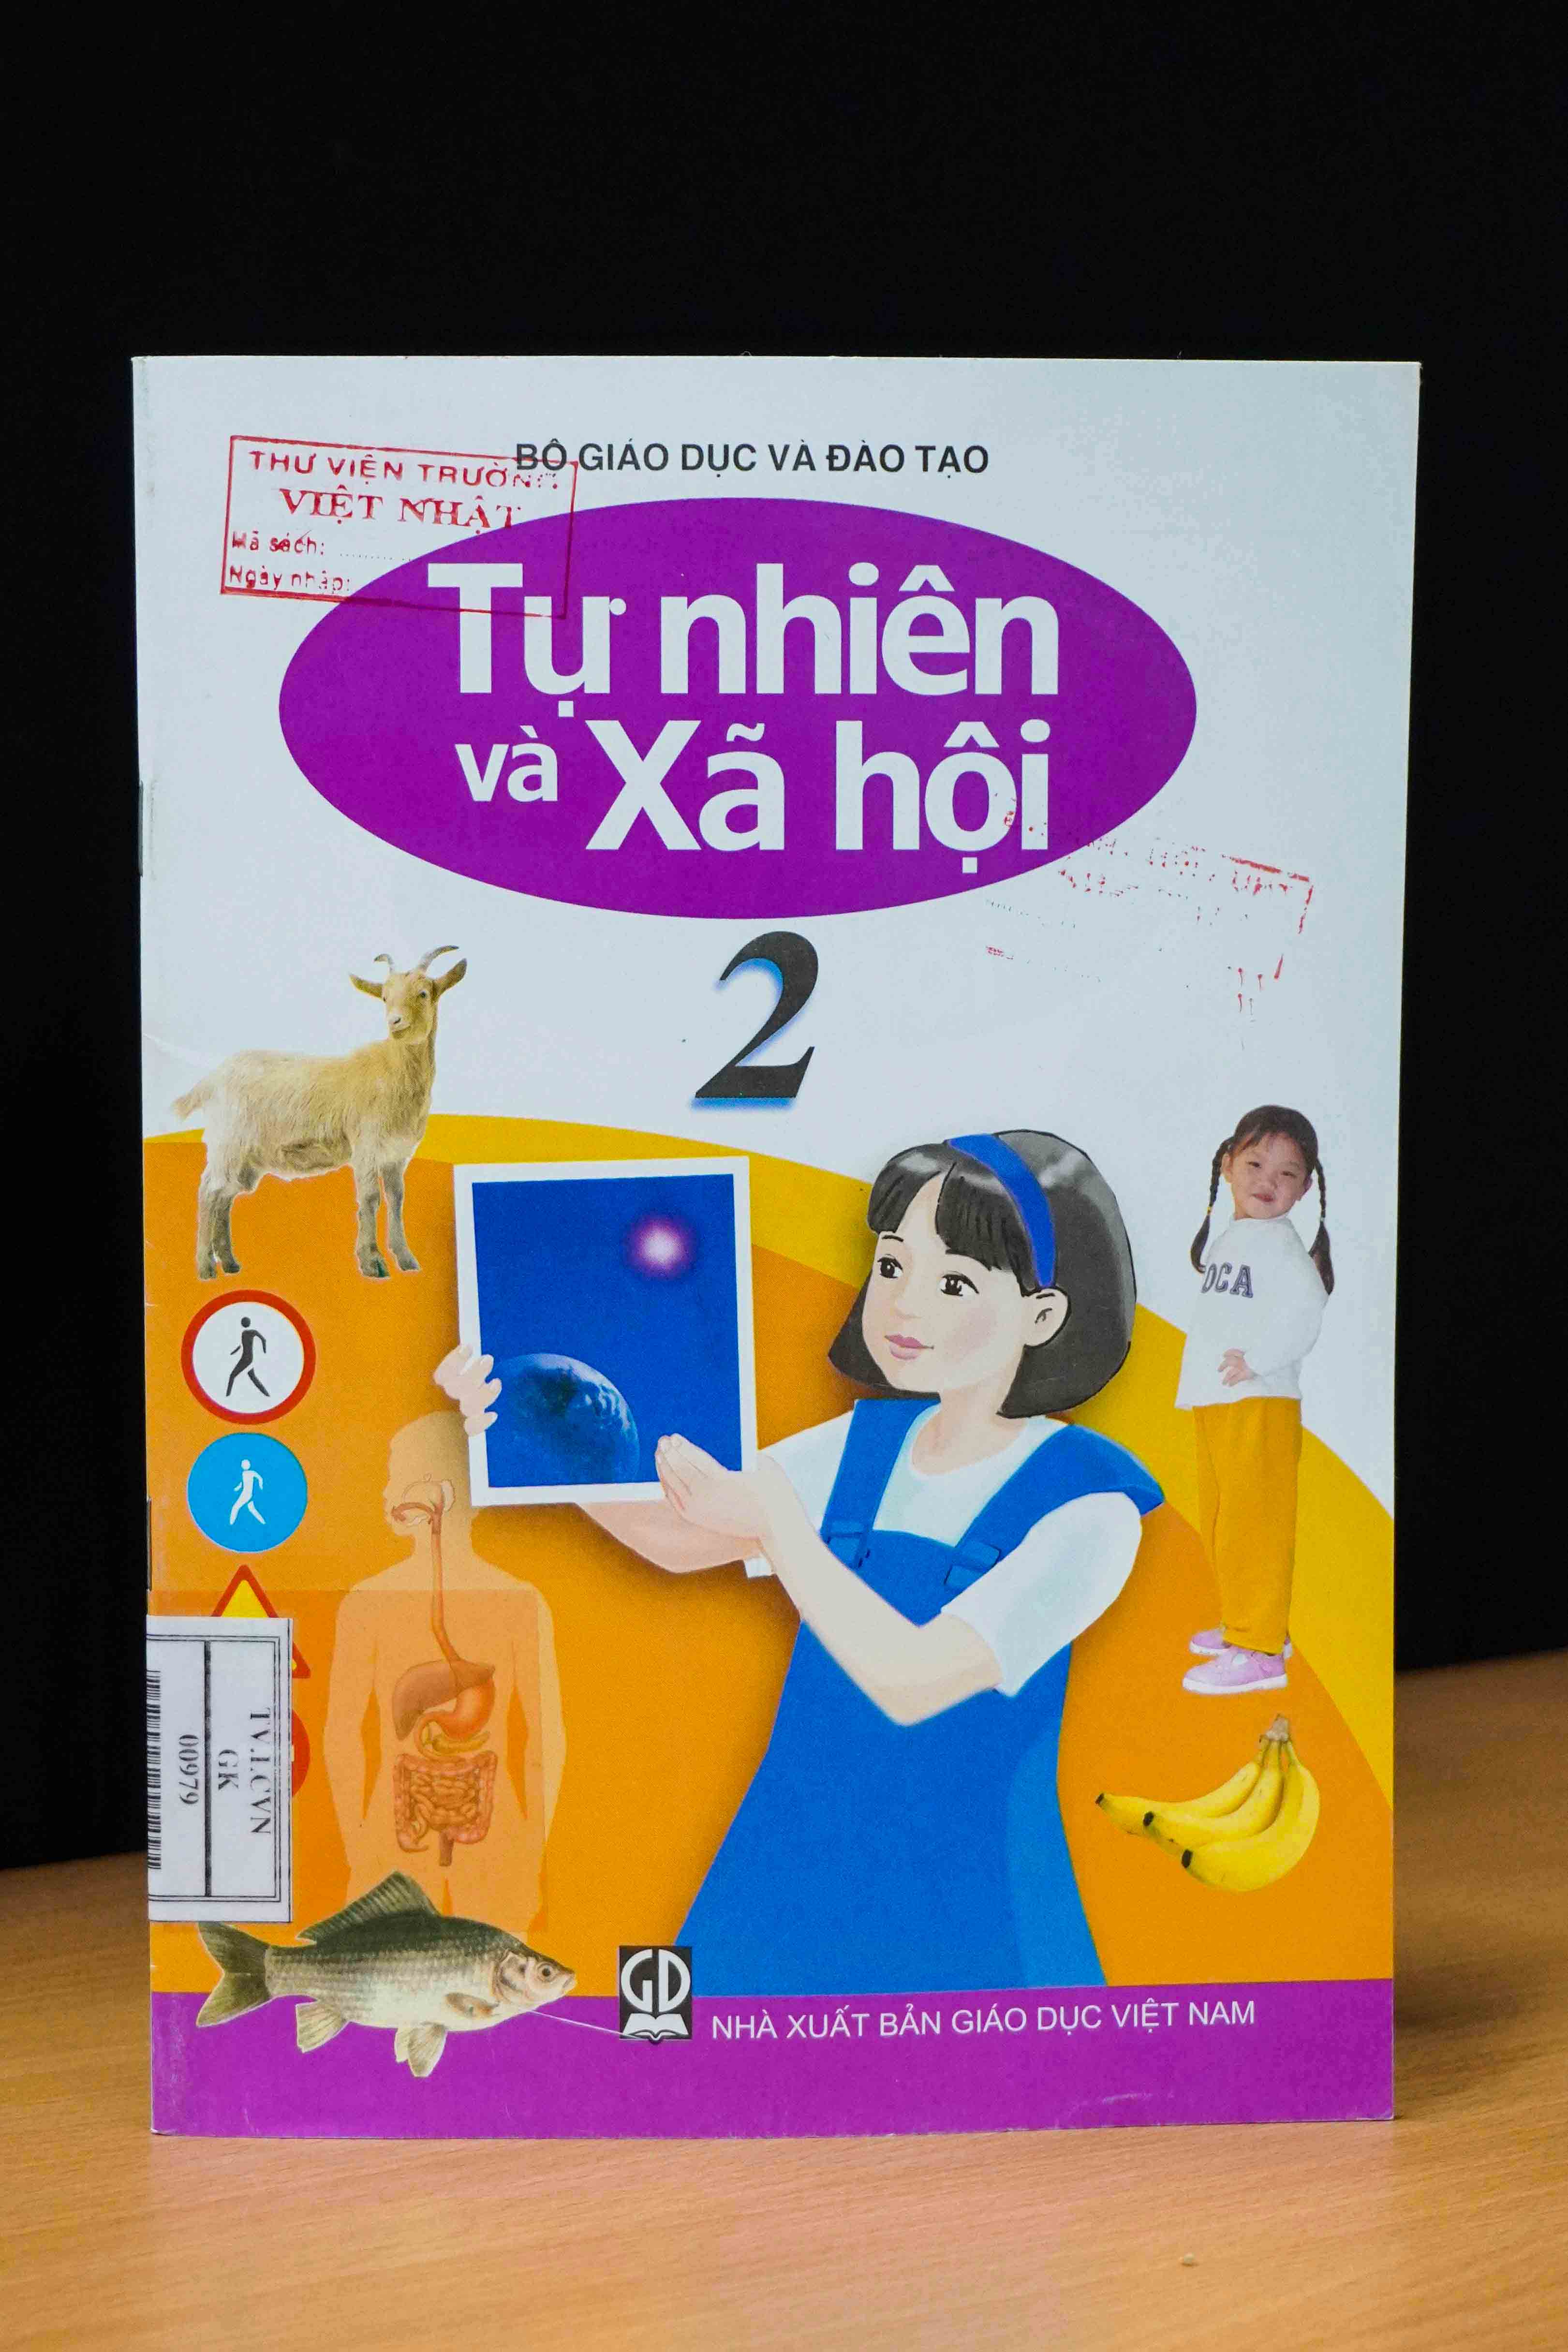 BỘ GIÁO DỤC VÀ ĐÀO TẠO
THƯ VIỆN TRƯỜNG
VIỆT NHẬT
Mã sách:
Ngày nhập:
Tự nhiên
và Xã hội
2
OCA
TV.I.CVN
GK
00979
GD
NHÀ XUẤT BẢN GIÁO DỤC VIỆT NAM